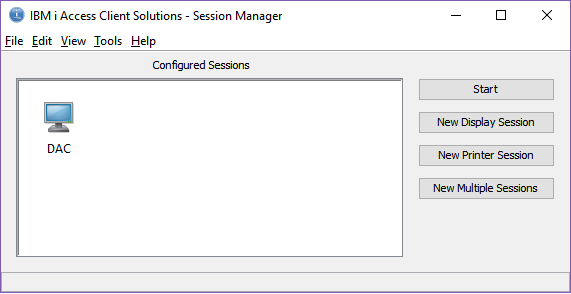 IBM i Access Client Solutions - Session Manager
File Edit View Tools Help
Configured Sessions
DAC
Start
New Display Session
New Printer Session
New Multiple Sessions